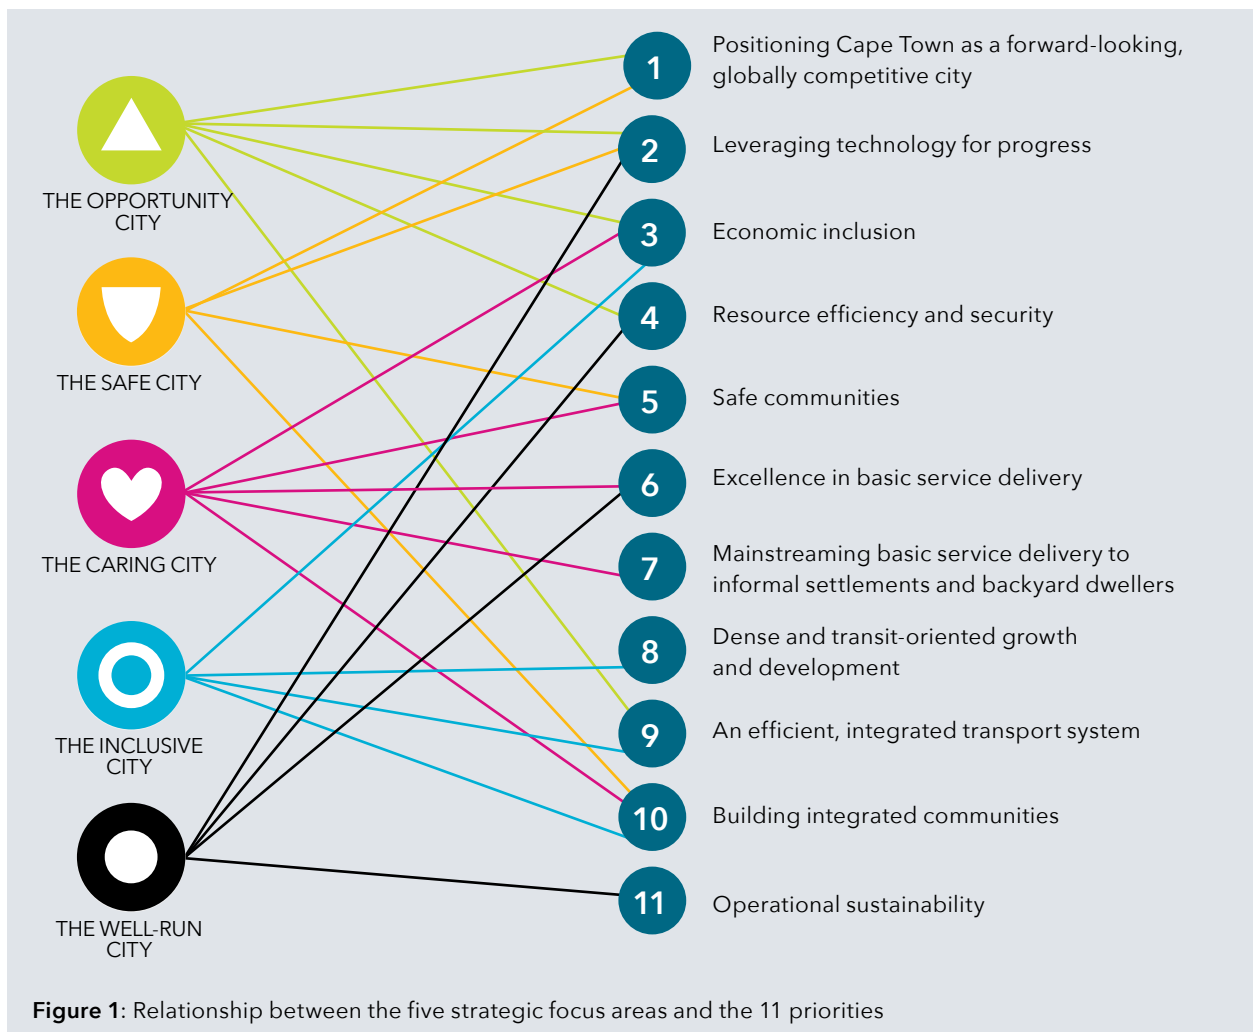 THE OPPORTUNITY
CITY
THE SAFE CITY
THE CARING CITY
THE INCLUSIVE
CITY
THE WELL-RUN
CITY
1
Positioning Cape Town as a forward-looking,
globally competitive city
2
Leveraging technology for progress
3
Economic inclusion
4
Resource efficiency and security
5
Safe communities
6
Excellence in basic service delivery
7
Mainstreaming basic service delivery to
informal settlements and backyard dwellers
8
Dense and transit-oriented growth
and development
9
An efficient, integrated transport system
10
Building integrated communities
11
Operational sustainability
Figure 1: Relationship between the five strategic focus areas and the 11 priorities